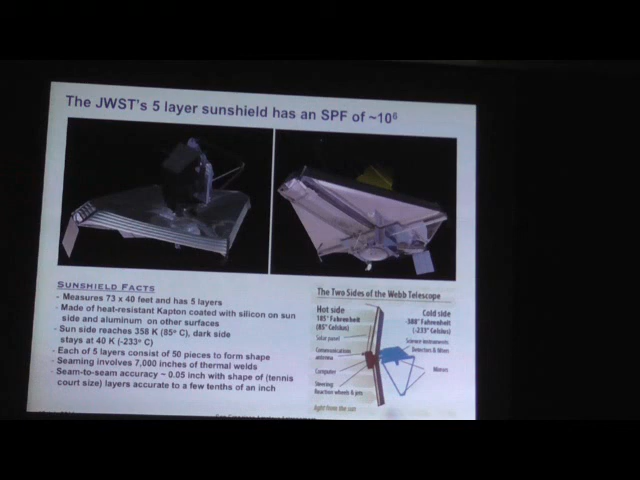 The JWST's 5 layer sunshield has an SPF of ~10⁶
SUNSHIELD FACTS
- Measures 73 x 40 feet and has 5 layers
- Made of heat-resistant Kapton coated with silicon on sun
side and aluminum on other surfaces
- Sun side reaches 358 K (85° C), dark side
stays at 40 K (-233° C)
- Each of 5 layers consist of 50 pieces to form shape
- Seaming involves 7,000 inches of thermal welds
- Seam-to-seam accuracy ~ 0.05 inch with shape of (tennis
court size) layers accurate to a few tenths of an inch
The Two Sides of the Webb Telescope
Hot side
185° Fahrenheit
(85° Celsius)
Solar panel
Communications
antenna
Computer
Steering:
Reaction wheels & jets
light from the sun
Cold side
-388° Fahrenheit
(-233° Celsius)
Science instruments:
Detectors & filters
Mirrors